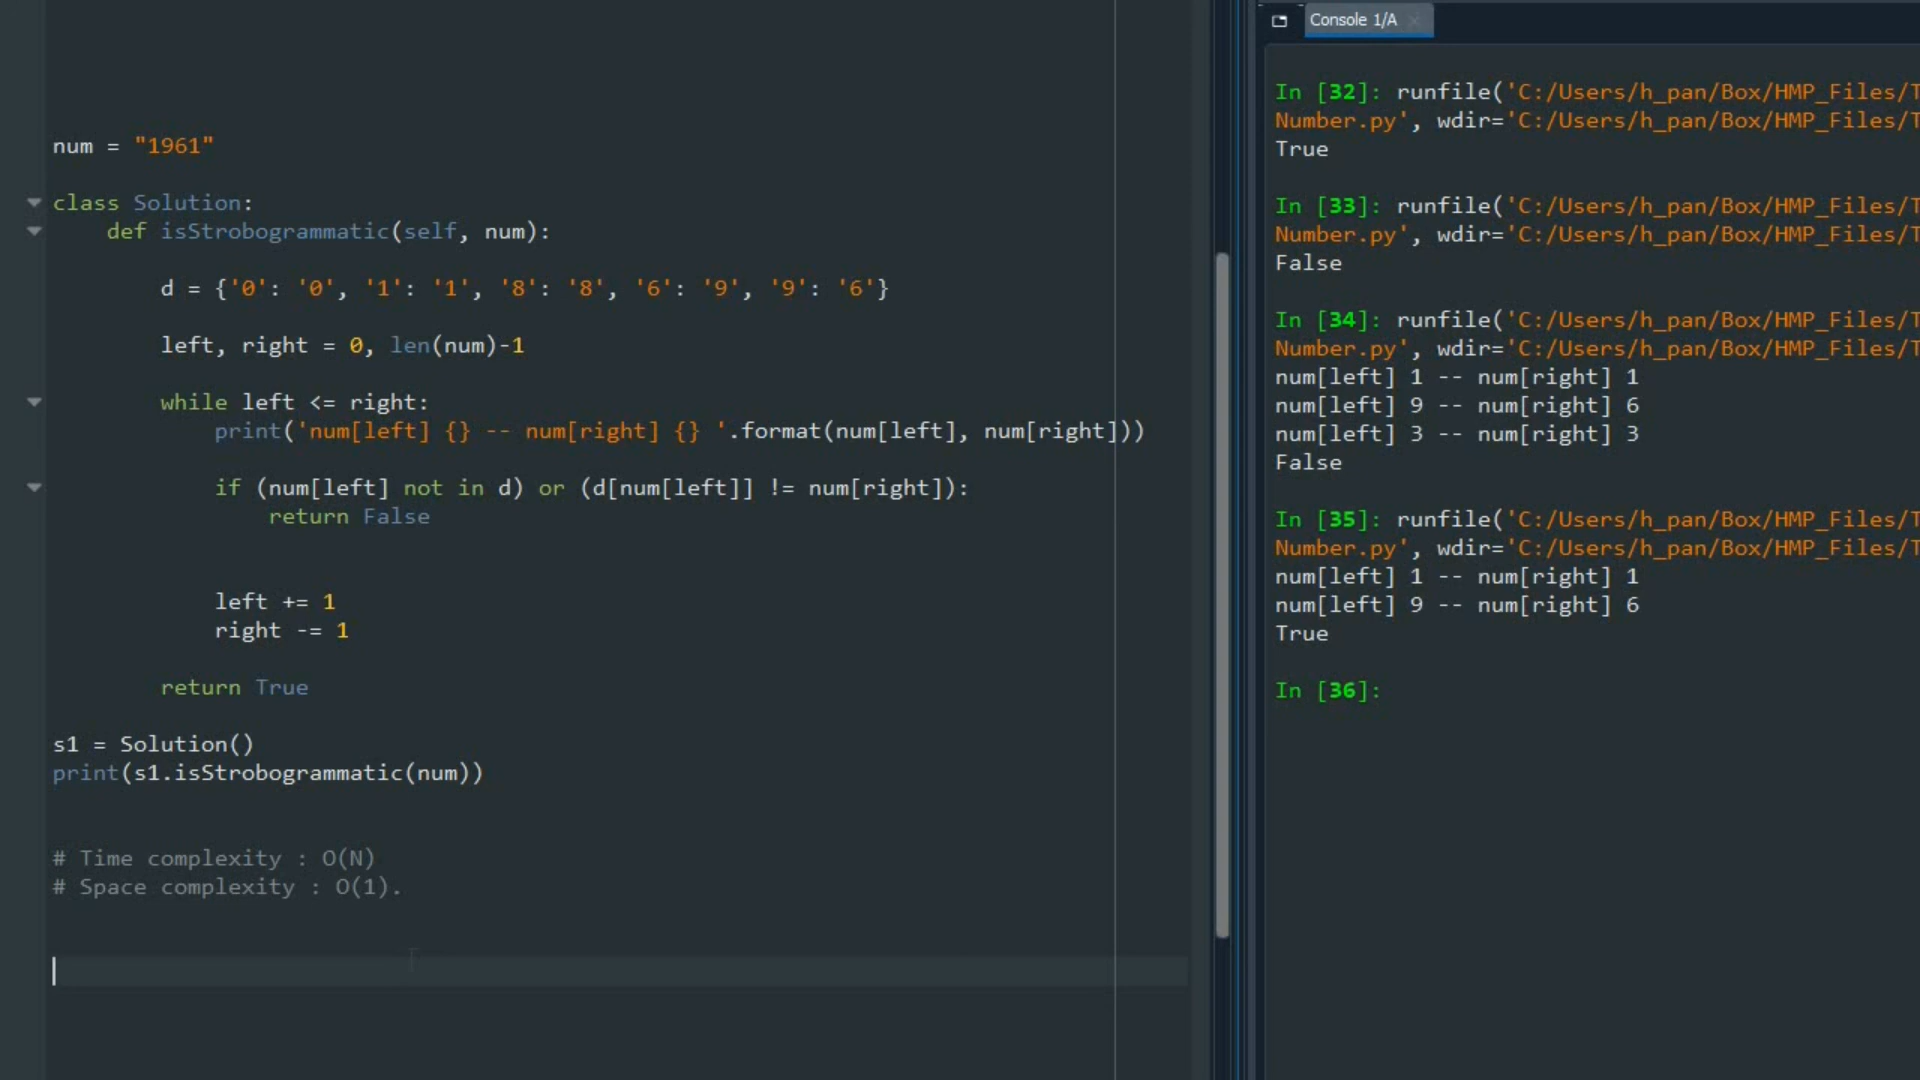 num = "1961"
class Solution:
    def isStrobogrammatic(self, num):
        d = {'0': '0', '1': '1', '8': '8', '6': '9', '9': '6'}
        left, right = 0, len(num)-1
        while left <= right:
            print('num[left] {} -- num[right] {} '.format(num[left], num[right]))
            if (num[left] not in d) or (d[num[left]] != num[right]):
                return False
            left += 1
            right -= 1
        return True
s1 = Solution()
print(s1.isStrobogrammatic(num))
# Time complexity : O(N)
# Space complexity : O(1).
Console 1/A
In [32]: runfile('C:/Users/h_pan/Box/HMP_Files/T
Number.py', wdir='C:/Users/h_pan/Box/HMP_Files/T
True
In [33]: runfile('C:/Users/h_pan/Box/HMP_Files/T
Number.py', wdir='C:/Users/h_pan/Box/HMP_Files/T
False
In [34]: runfile('C:/Users/h_pan/Box/HMP_Files/T
Number.py', wdir='C:/Users/h_pan/Box/HMP_Files/T
num[left] 1 -- num[right] 1
num[left] 9 -- num[right] 6
num[left] 3 -- num[right] 3
False
In [35]: runfile('C:/Users/h_pan/Box/HMP_Files/T
Number.py', wdir='C:/Users/h_pan/Box/HMP_Files/T
num[left] 1 -- num[right] 1
num[left] 9 -- num[right] 6
True
In [36]: